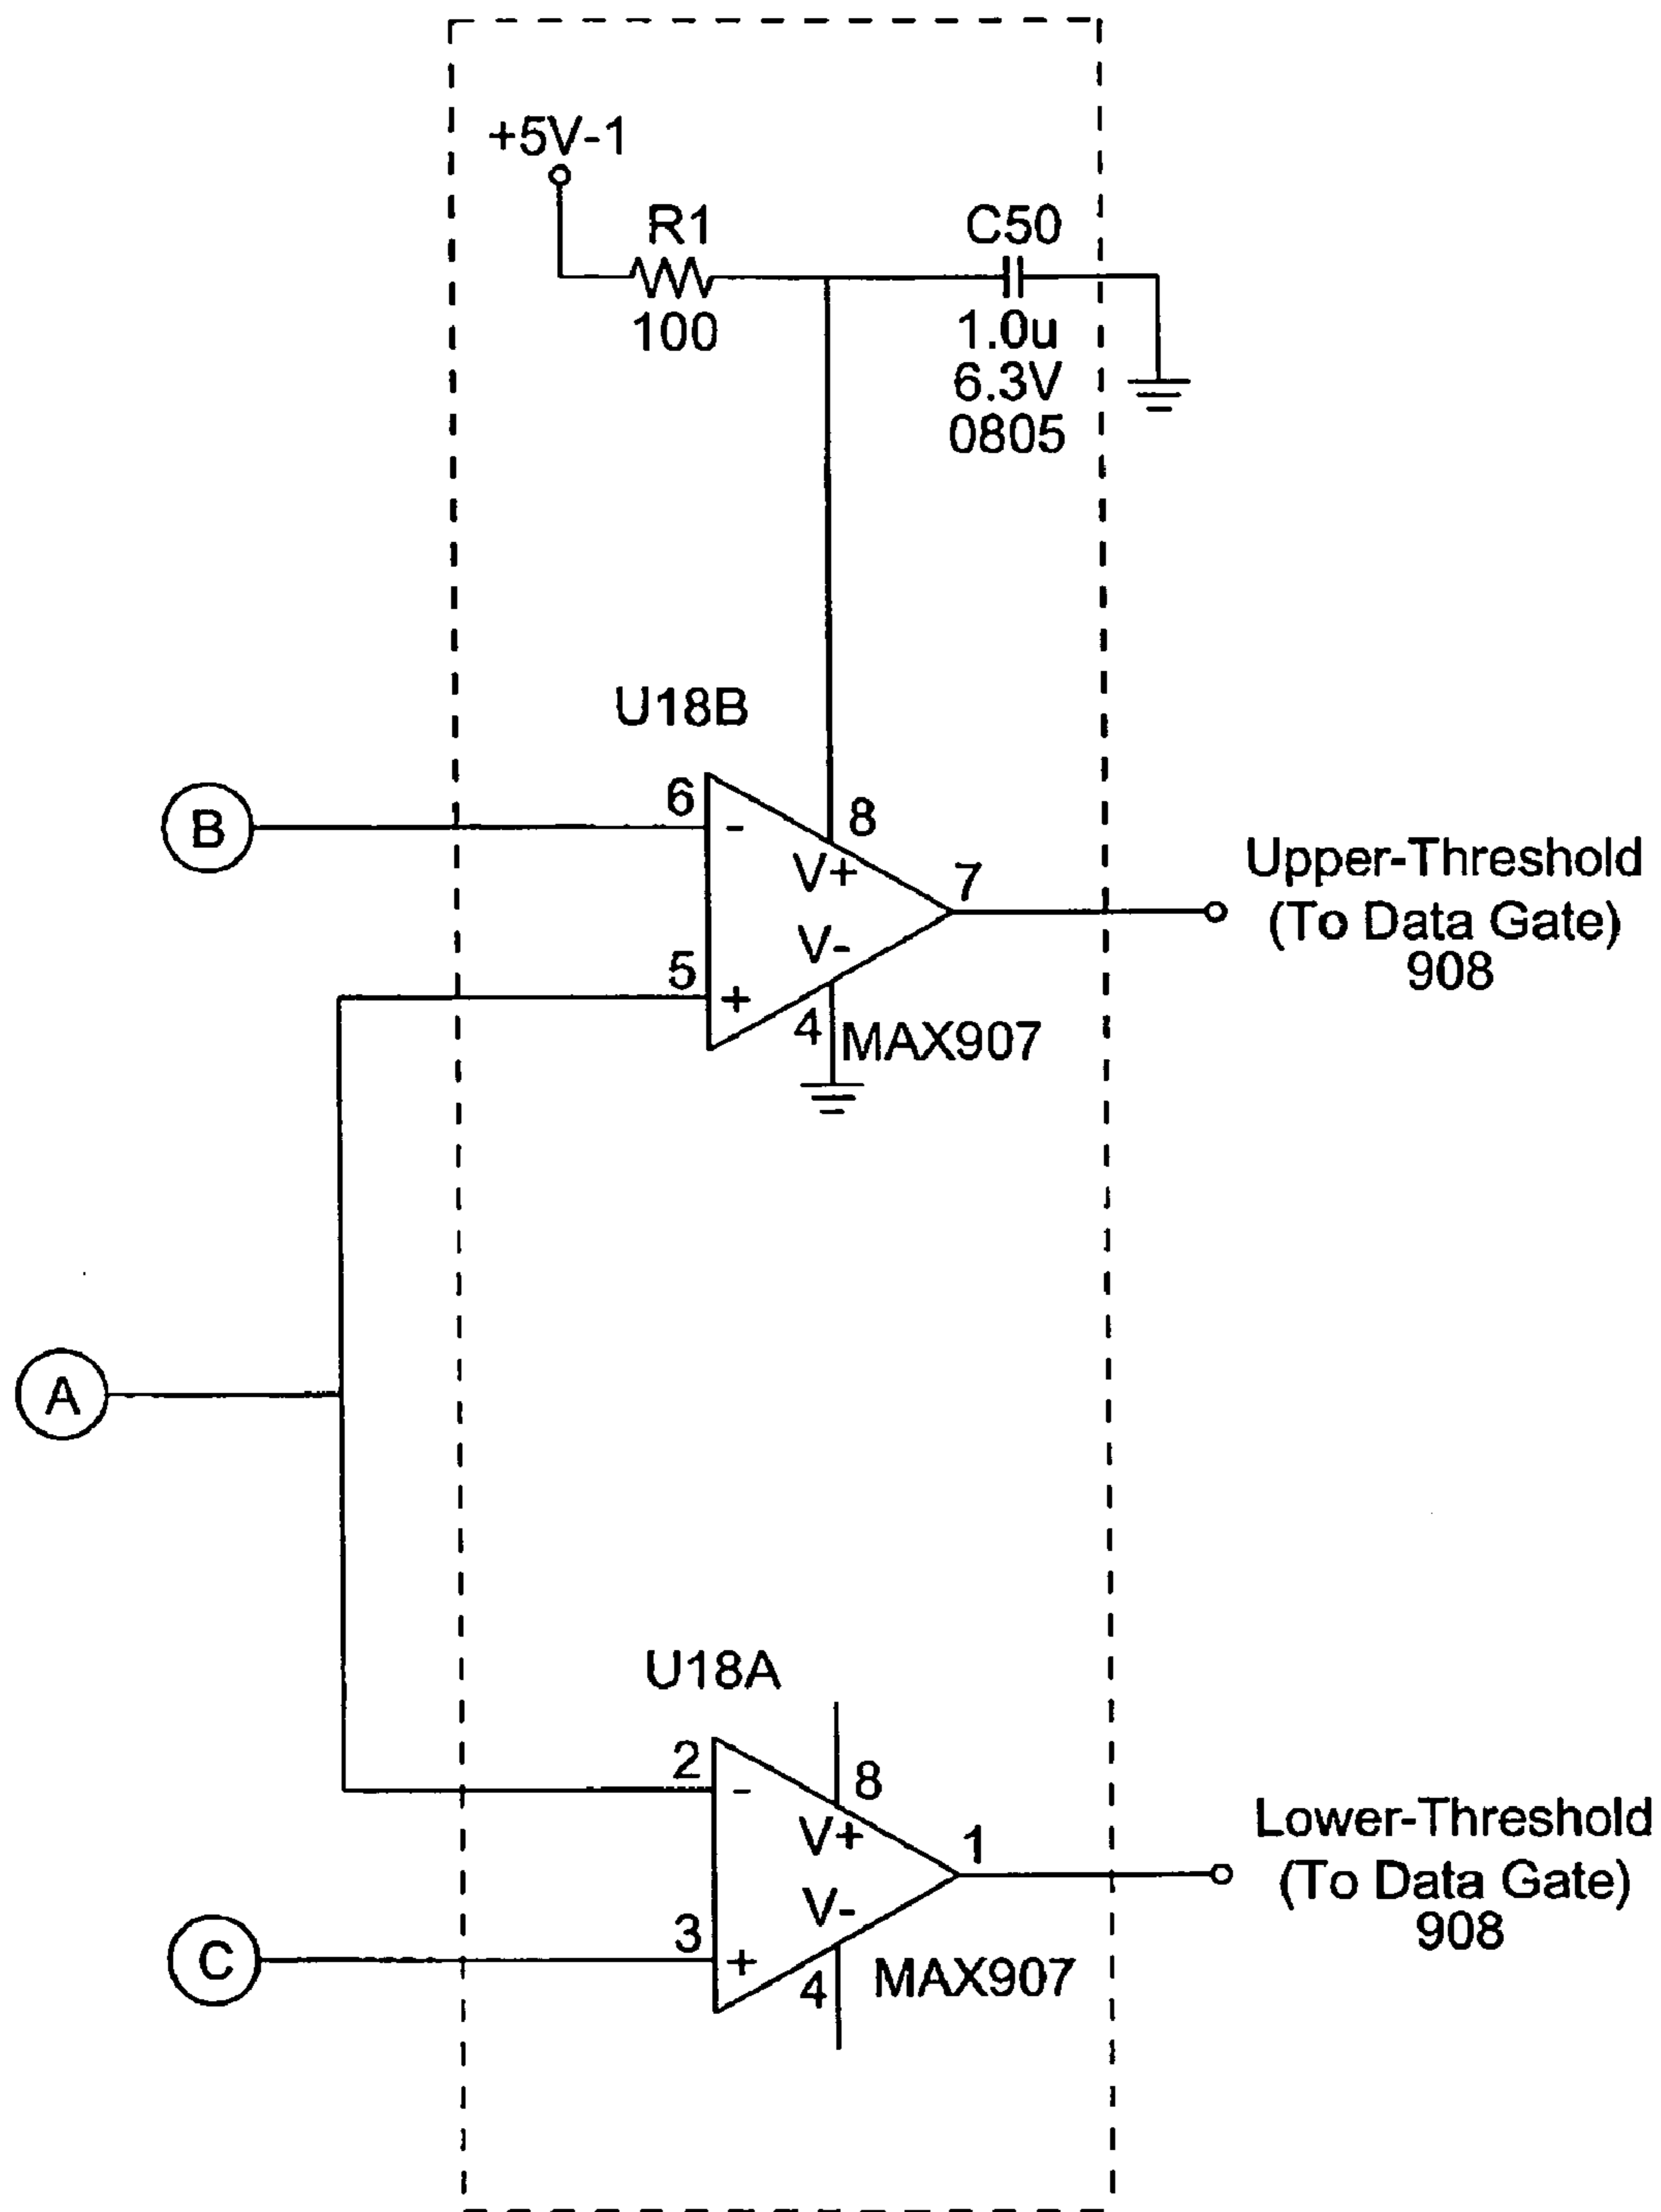 +5V-1
R1
100
C50
1.0u
6.3V
0805
U18B
B
6
-
8
V+
7
V-
5
+
4
MAX907
Upper-Threshold
(To Data Gate)
908
A
U18A
2
-
8
V+
1
V-
C
3
+
4
MAX907
Lower-Threshold
(To Data Gate)
908